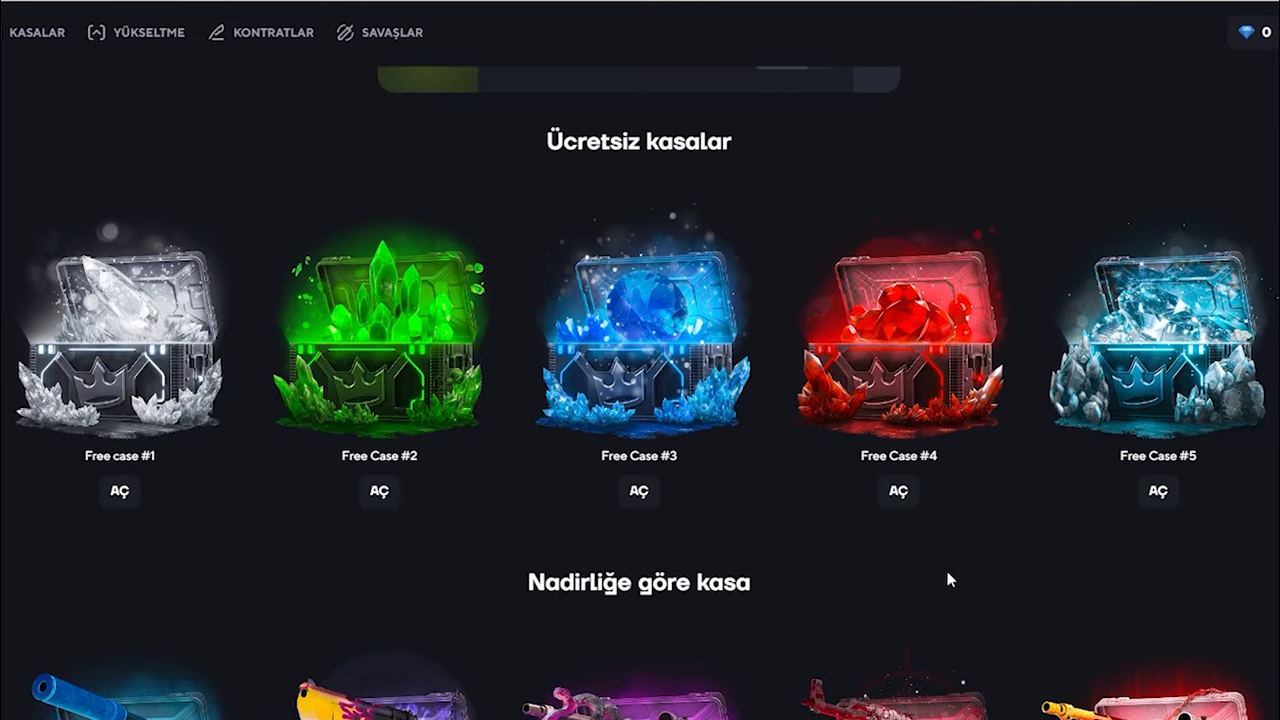 KASALAR YÜKSELTME KONTRATLAR SAVAŞLAR 0
Ücretsiz kasalar
Free case #1 Free Case #2 Free Case #3 Free Case #4 Free Case #5
AÇ AÇ AÇ AÇ AÇ
Nadirliğe göre kasa